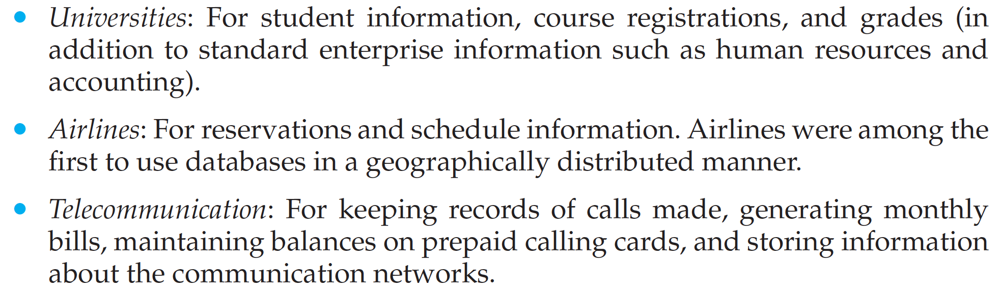 • Universities: For student information, course registrations, and grades (in
addition to standard enterprise information such as human resources and
accounting).
• Airlines: For reservations and schedule information. Airlines were among the
first to use databases in a geographically distributed manner.
• Telecommunication: For keeping records of calls made, generating monthly
bills, maintaining balances on prepaid calling cards, and storing information
about the communication networks.